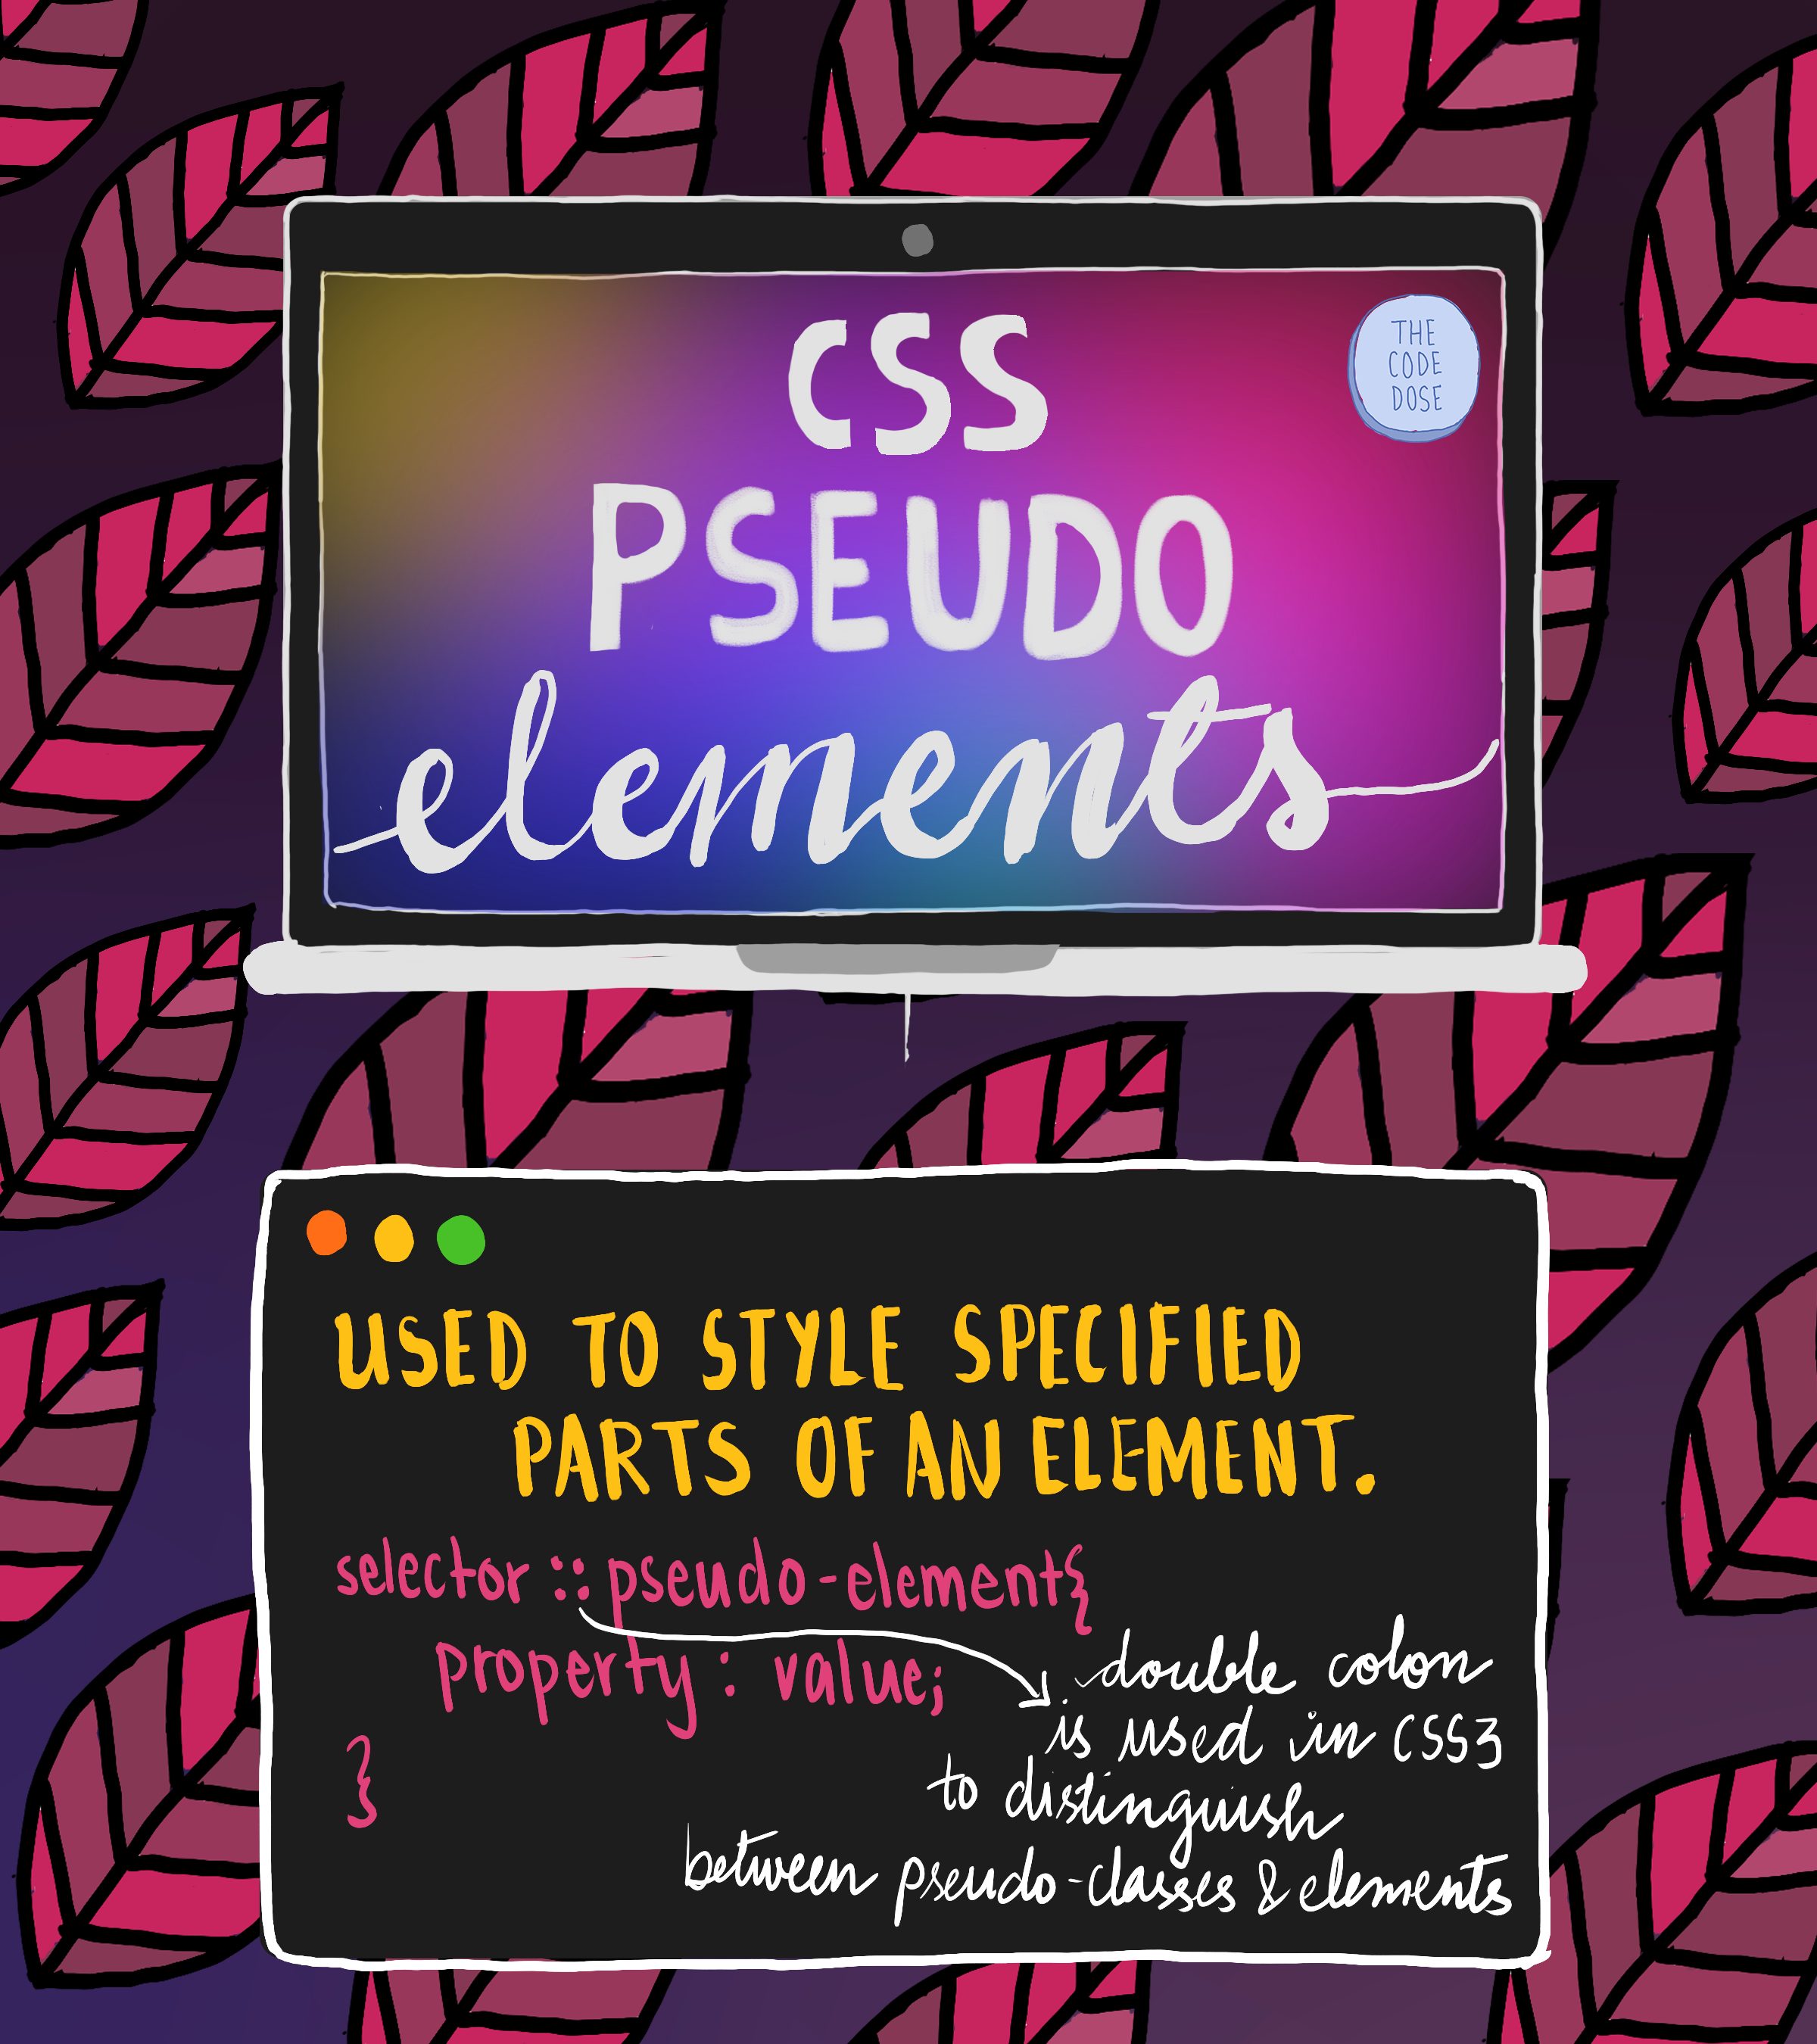 CSS
THE
CODE
DOSE
PSEUDO
elements
USED TO STYLE SPECIFIED
PARTS OF AN ELEMENT.
selector::pseudo-element{
property: value;
}
double colon
is used in CSS3
to distinguish
between pseudo-classes & elements